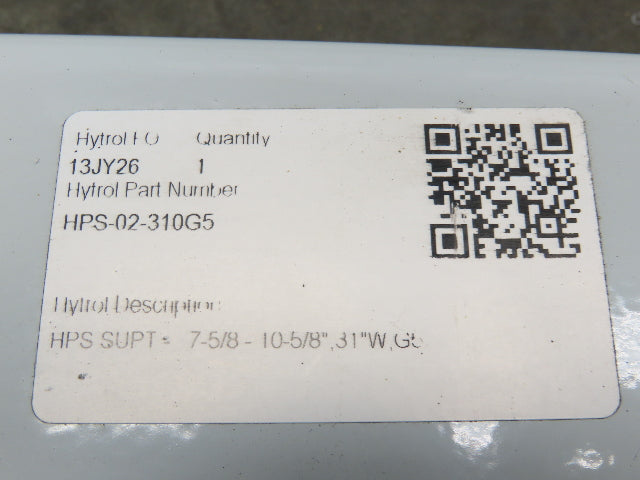 Hytrol PO Quantity
13JY26 1
Hytrol Part Number
HPS-02-310G5
Hytrol Description
HPS SUPT - 7-5/8 - 10-5/8",31"W,G5